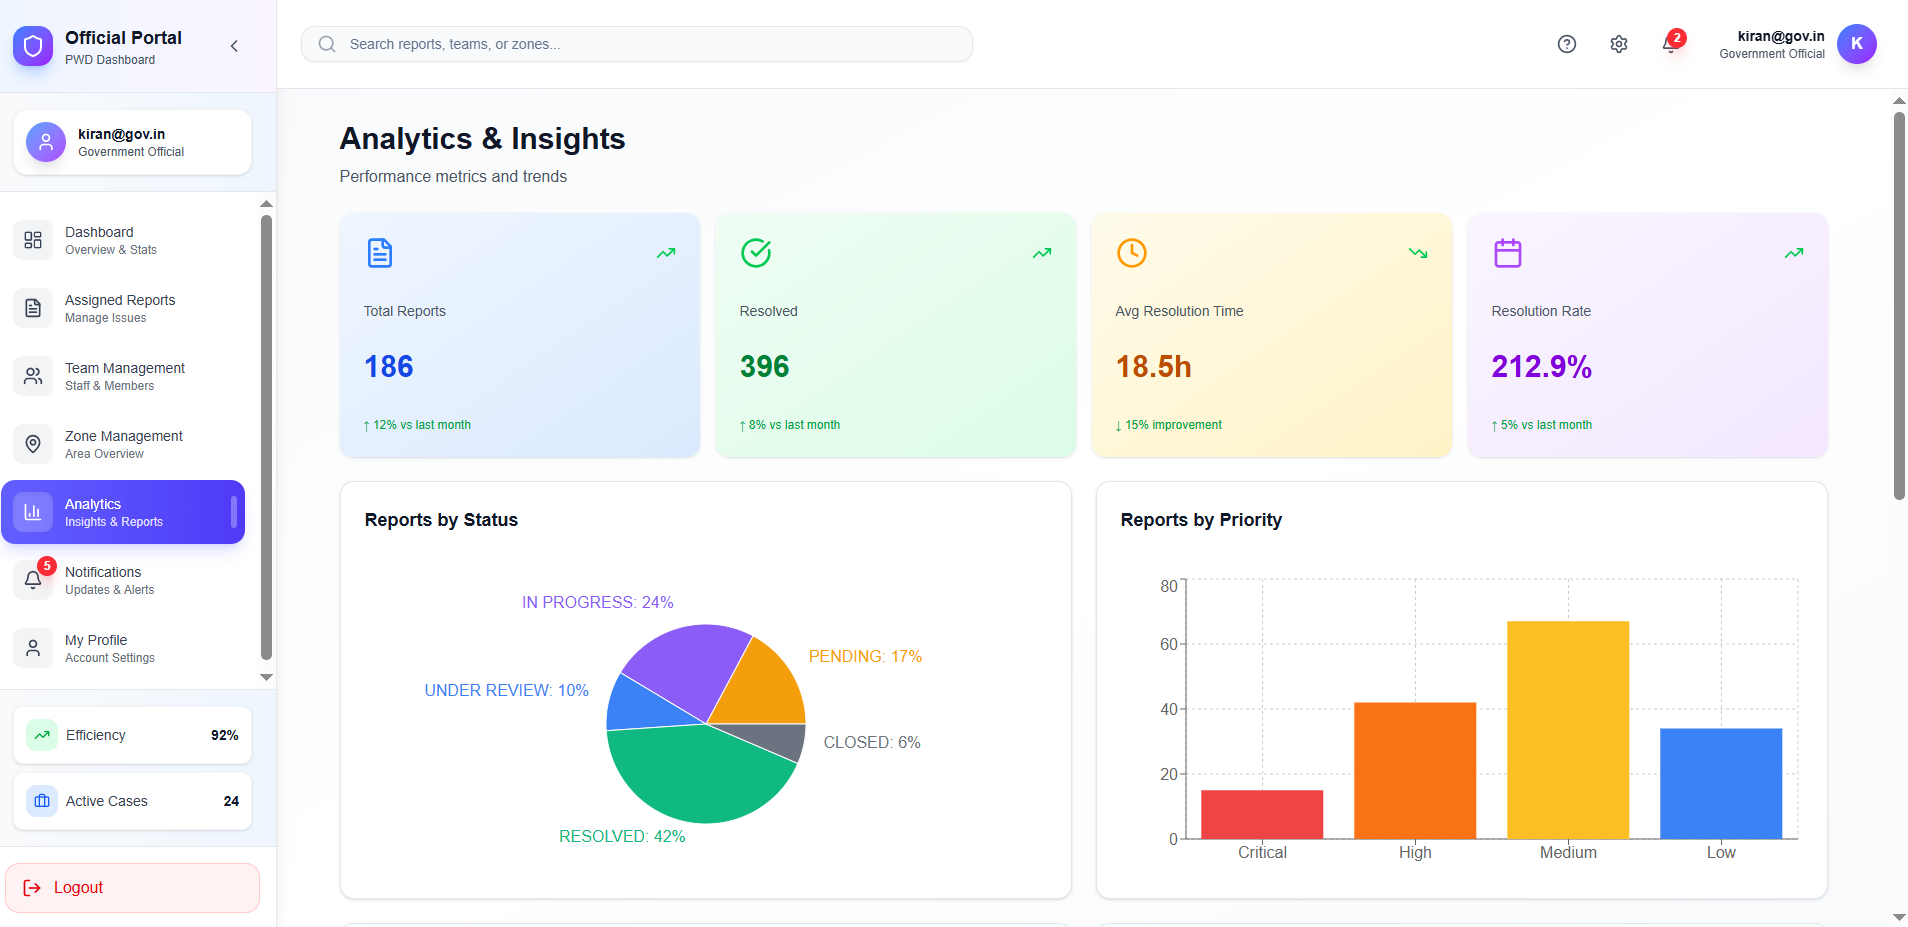 Official Portal
PWD Dashboard
Search reports, teams, or zones...
2
kiran@gov.in
Government Official
K
kiran@gov.in
Government Official
Dashboard
Overview & Stats
Assigned Reports
Manage Issues
Team Management
Staff & Members
Zone Management
Area Overview
Analytics
Insights & Reports
5
Notifications
Updates & Alerts
My Profile
Account Settings
Efficiency 92%
Active Cases 24
Logout
Analytics & Insights
Performance metrics and trends
Total Reports
186
↑ 12% vs last month
Resolved
396
↑ 8% vs last month
Avg Resolution Time
18.5h
↓ 15% improvement
Resolution Rate
212.9%
↑ 5% vs last month
Reports by Status
IN PROGRESS: 24%
PENDING: 17%
UNDER REVIEW: 10%
CLOSED: 6%
RESOLVED: 42%
Reports by Priority
80
60
40
20
0
Critical High Medium Low